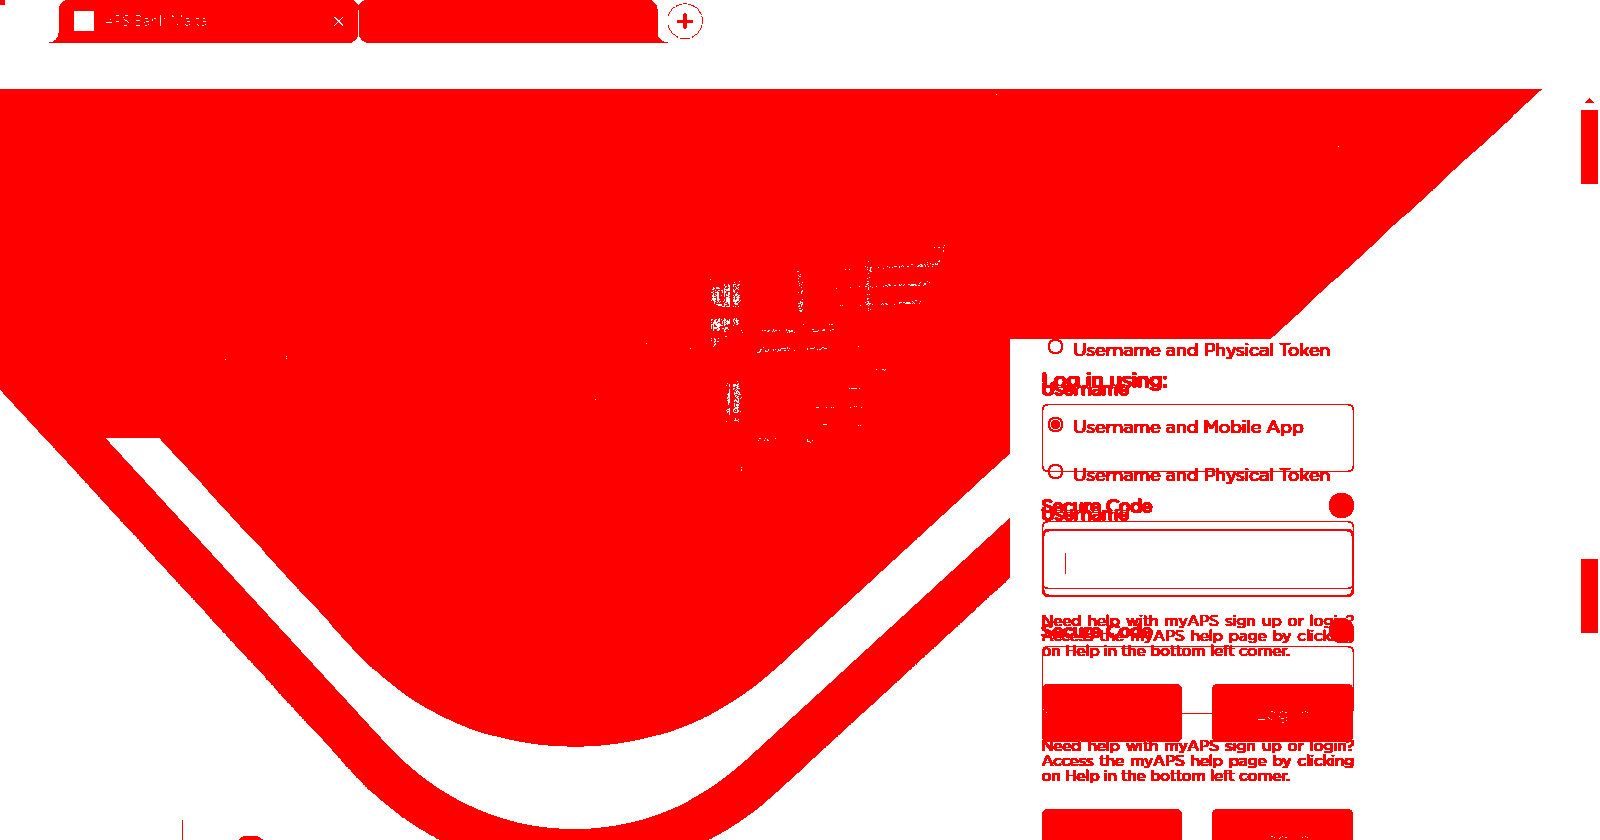 APS Bank Malta
Username and Physical Token
Log in using:
Username
Username and Mobile App
Username and Physical Token
Secure Code
Username
Need help with myAPS sign up or login?
Secure Code
Access the myAPS help page by clicking
on Help in the bottom left corner.
Log in
Need help with myAPS sign up or login?
Access the myAPS help page by clicking
on Help in the bottom left corner.